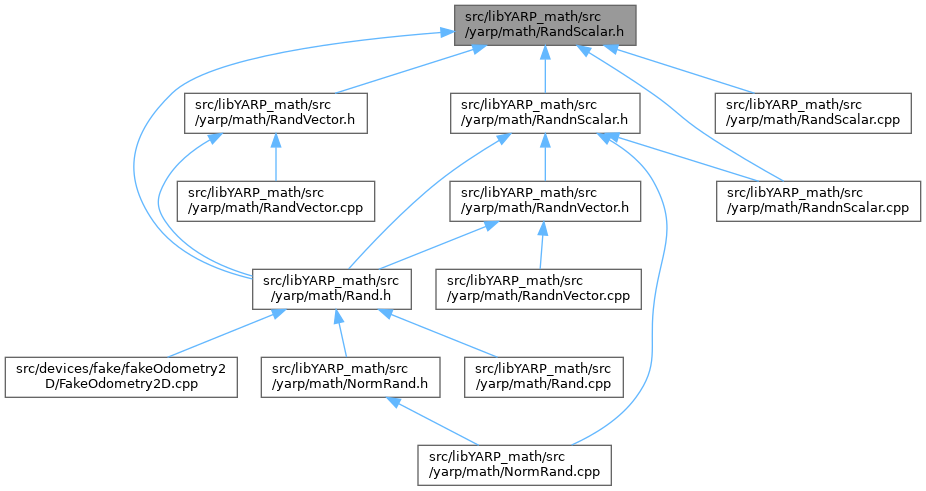 src/libYARP_math/src
/yarp/math/RandScalar.h
src/libYARP_math/src
/yarp/math/RandVector.h
src/libYARP_math/src
/yarp/math/RandnScalar.h
src/libYARP_math/src
/yarp/math/RandScalar.cpp
src/libYARP_math/src
/yarp/math/RandVector.cpp
src/libYARP_math/src
/yarp/math/RandnVector.h
src/libYARP_math/src
/yarp/math/RandnScalar.cpp
src/libYARP_math/src
/yarp/math/Rand.h
src/libYARP_math/src
/yarp/math/RandnVector.cpp
src/devices/fake/fakeOdometry2
D/FakeOdometry2D.cpp
src/libYARP_math/src
/yarp/math/NormRand.h
src/libYARP_math/src
/yarp/math/Rand.cpp
src/libYARP_math/src
/yarp/math/NormRand.cpp